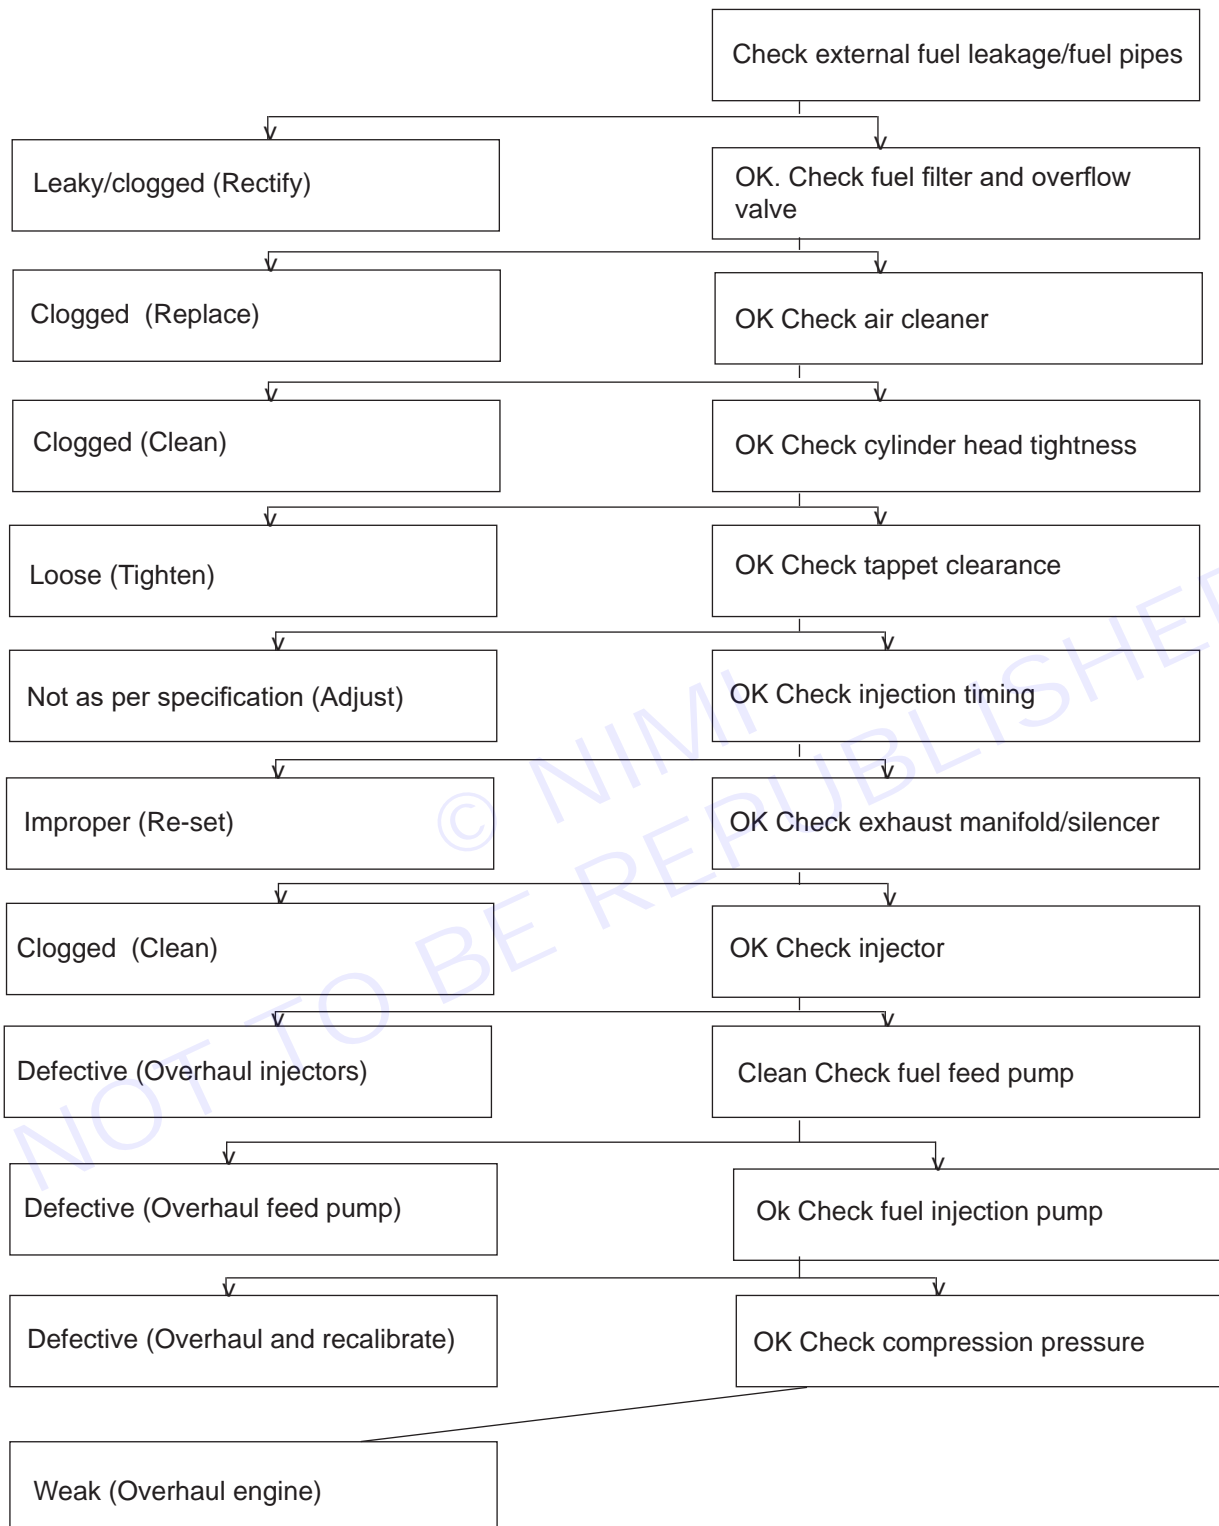 Check external fuel leakage/fuel pipes
Leaky/clogged (Rectify)
OK. Check fuel filter and overflow
valve
Clogged (Replace)
OK Check air cleaner
Clogged (Clean)
OK Check cylinder head tightness
Loose (Tighten)
OK Check tappet clearance
Not as per specification (Adjust)
OK Check injection timing
Improper (Re-set)
OK Check exhaust manifold/silencer
Clogged (Clean)
OK Check injector
Defective (Overhaul injectors)
Clean Check fuel feed pump
Defective (Overhaul feed pump)
Ok Check fuel injection pump
Defective (Overhaul and recalibrate)
OK Check compression pressure
Weak (Overhaul engine)
© NIMI
NOT TO BE REPUBLISHED